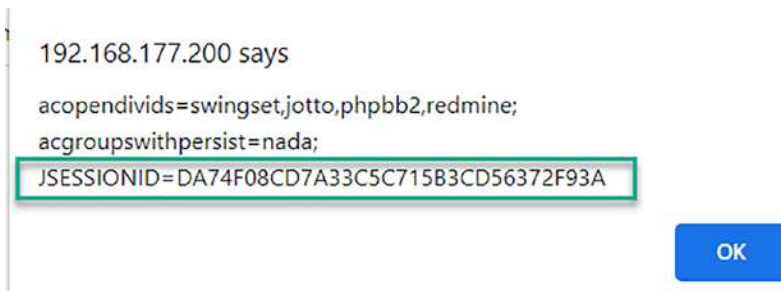 192.168.177.200 says
acopendivids=swingset,jotto,phpbb2,redmine;
acgroupswithpersist=nada;
JSESSIONID=DA74F08CD7A33C5C715B3CD56372F93A
OK